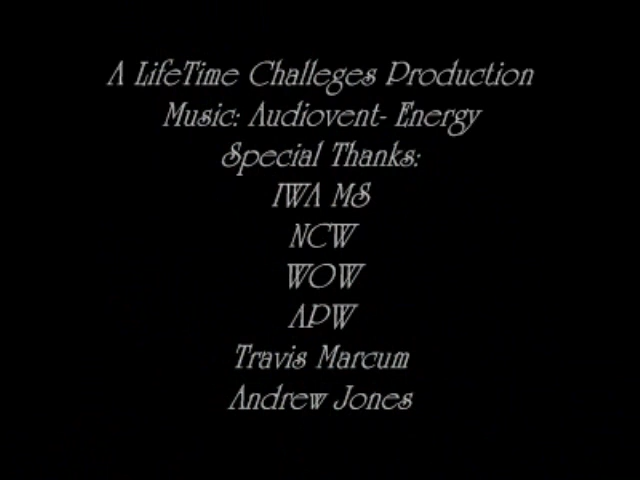 A LifeTime Challeges Production
Music: Audiovent- Energy
Special Thanks:
IWA MS
NCW
WOW
APW
Travis Marcum
Andrew Jones